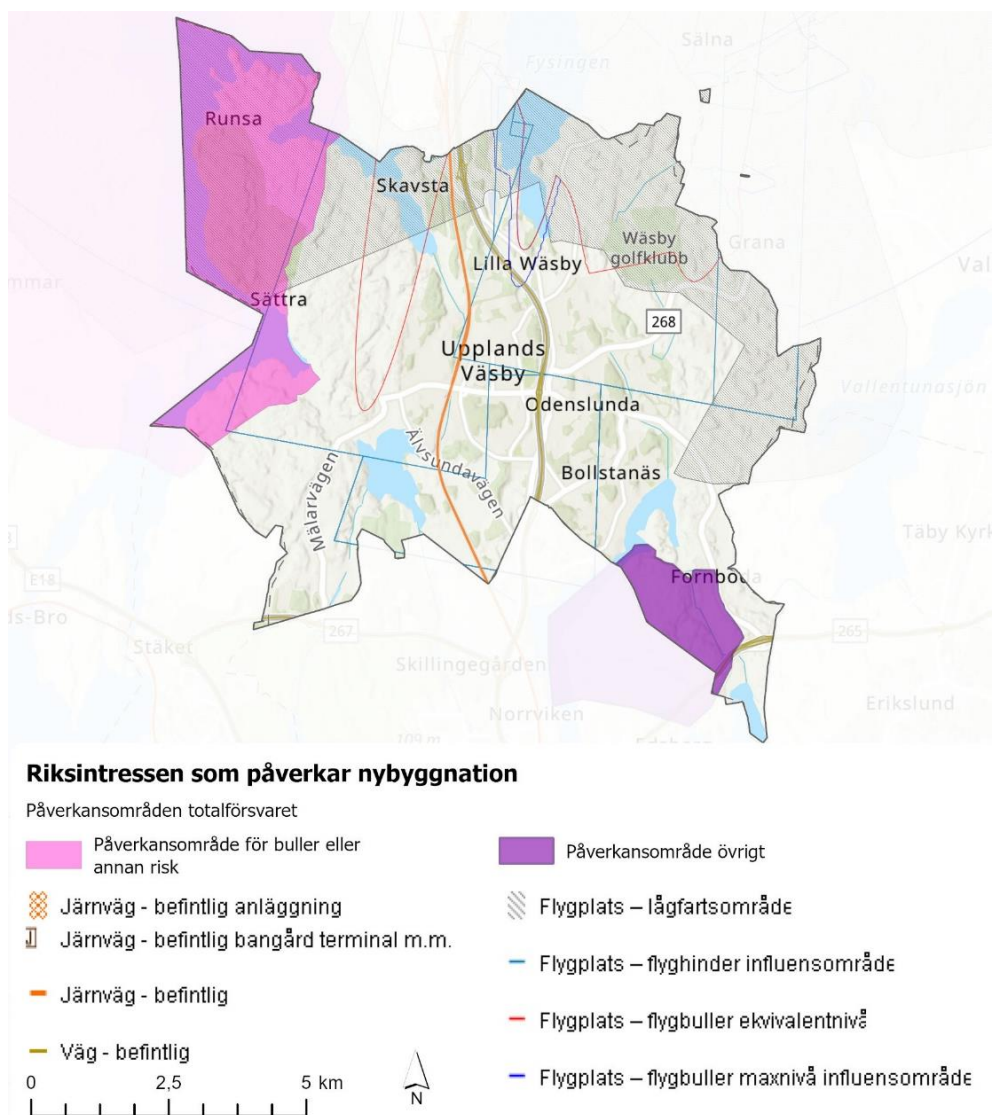 Sälna
Fysingen
Runsa
Skavsta
Wäsby
golfklubb
Grana
Val
mmar
Lilla Wäsby
Sättra
268
Upplands
Väsby
Vallentunasjön
Odenslunda
Älvsundavägen
Mälarvägen
Bollstanäs
Täby Kyrk
E18
Fornboda
ds-Bro
Stäket
267
265
Skillingegården
Erikslund
Norrviken
109 m
Edsberg
Riksintressen som påverkar nybyggnation
Påverkansområden totalförsvaret
Påverkansområde för buller eller
annan risk
Påverkansområde övrigt
Järnväg - befintlig anläggning
Flygplats – lågfartsområde
Järnväg - befintlig bangård terminal m.m.
Flygplats – flyghinder influensområde
Järnväg - befintlig
Flygplats – flygbuller ekvivalentnivå
Väg - befintlig
Flygplats – flygbuller maxnivå influensområde
0 2,5 5 km
N